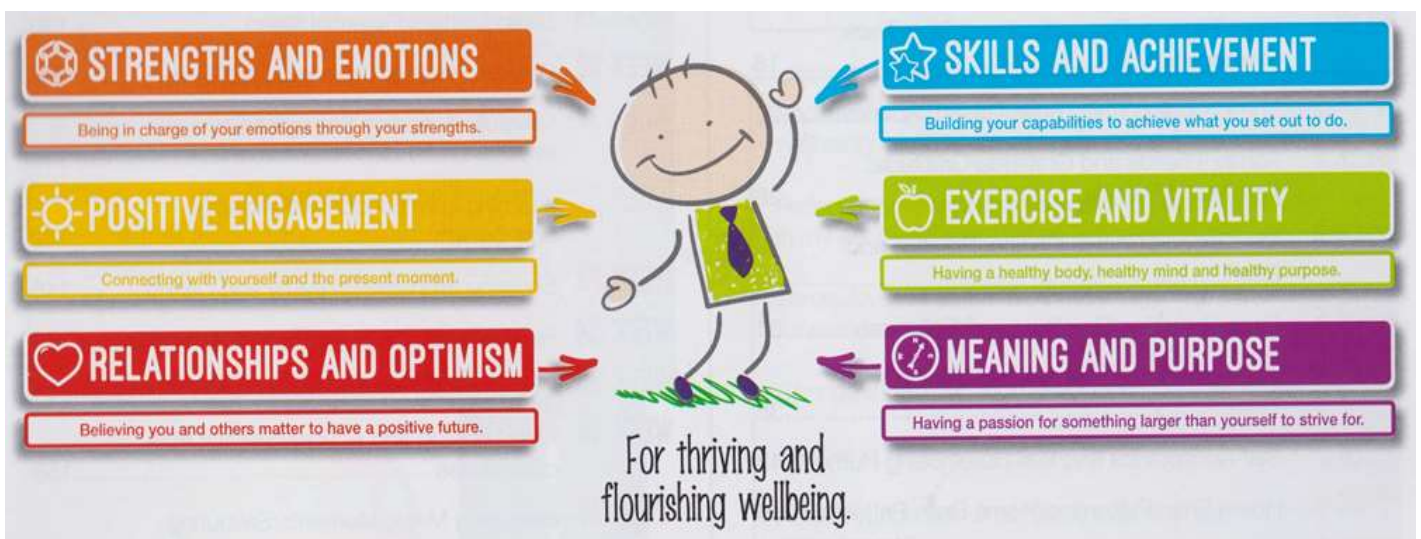 STRENGTHS AND EMOTIONS
Being in charge of your emotions through your strengths.
POSITIVE ENGAGEMENT
Connecting with yourself and the present moment.
RELATIONSHIPS AND OPTIMISM
Believing you and others matter to have a positive future.
SKILLS AND ACHIEVEMENT
Building your capabilities to achieve what you set out to do.
EXERCISE AND VITALITY
Having a healthy body, healthy mind and healthy purpose.
MEANING AND PURPOSE
Having a passion for something larger than yourself to strive for.
For thriving and
flourishing wellbeing.